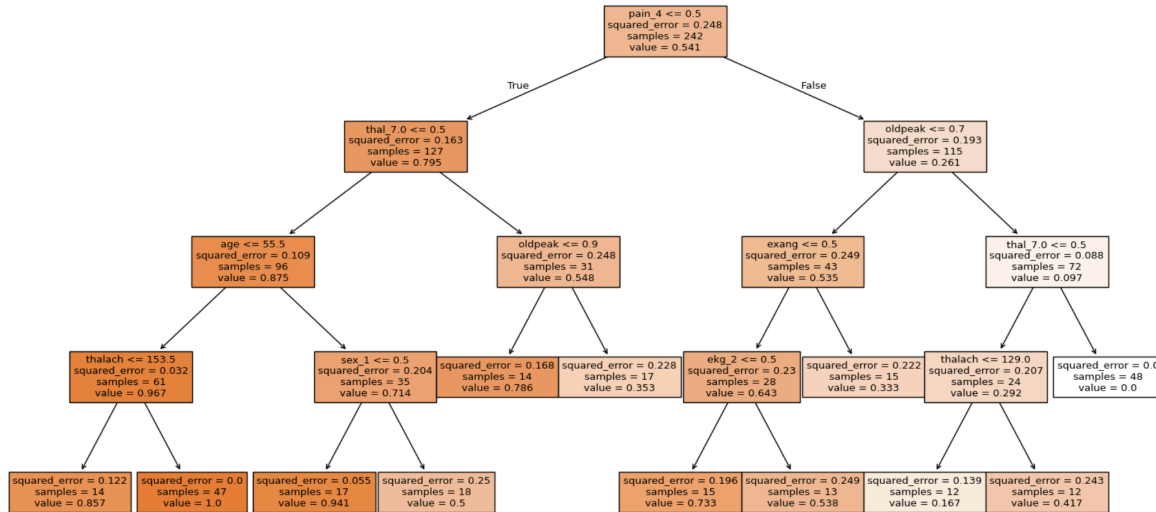 pain_4 <= 0.5
squared_error = 0.248
samples = 242
value = 0.541
True
False
thal_7.0 <= 0.5
squared_error = 0.163
samples = 127
value = 0.795
oldpeak <= 0.7
squared_error = 0.193
samples = 115
value = 0.261
age <= 55.5
squared_error = 0.109
samples = 96
value = 0.875
oldpeak <= 0.9
squared_error = 0.248
samples = 31
value = 0.548
exang <= 0.5
squared_error = 0.249
samples = 43
value = 0.535
thal_7.0 <= 0.5
squared_error = 0.088
samples = 72
value = 0.097
thalach <= 153.5
squared_error = 0.032
samples = 61
value = 0.967
sex_1 <= 0.5
squared_error = 0.204
samples = 35
value = 0.714
squared_error = 0.168
samples = 14
value = 0.786
squared_error = 0.228
samples = 17
value = 0.353
ekg_2 <= 0.5
squared_error = 0.23
samples = 28
value = 0.643
squared_error = 0.222
samples = 15
value = 0.333
thalach <= 129.0
squared_error = 0.207
samples = 24
value = 0.292
squared_error = 0.0
samples = 48
value = 0.0
squared_error = 0.122
samples = 14
value = 0.857
squared_error = 0.0
samples = 47
value = 1.0
squared_error = 0.055
samples = 17
value = 0.941
squared_error = 0.25
samples = 18
value = 0.5
squared_error = 0.196
samples = 15
value = 0.733
squared_error = 0.249
samples = 13
value = 0.538
squared_error = 0.139
samples = 12
value = 0.167
squared_error = 0.243
samples = 12
value = 0.417